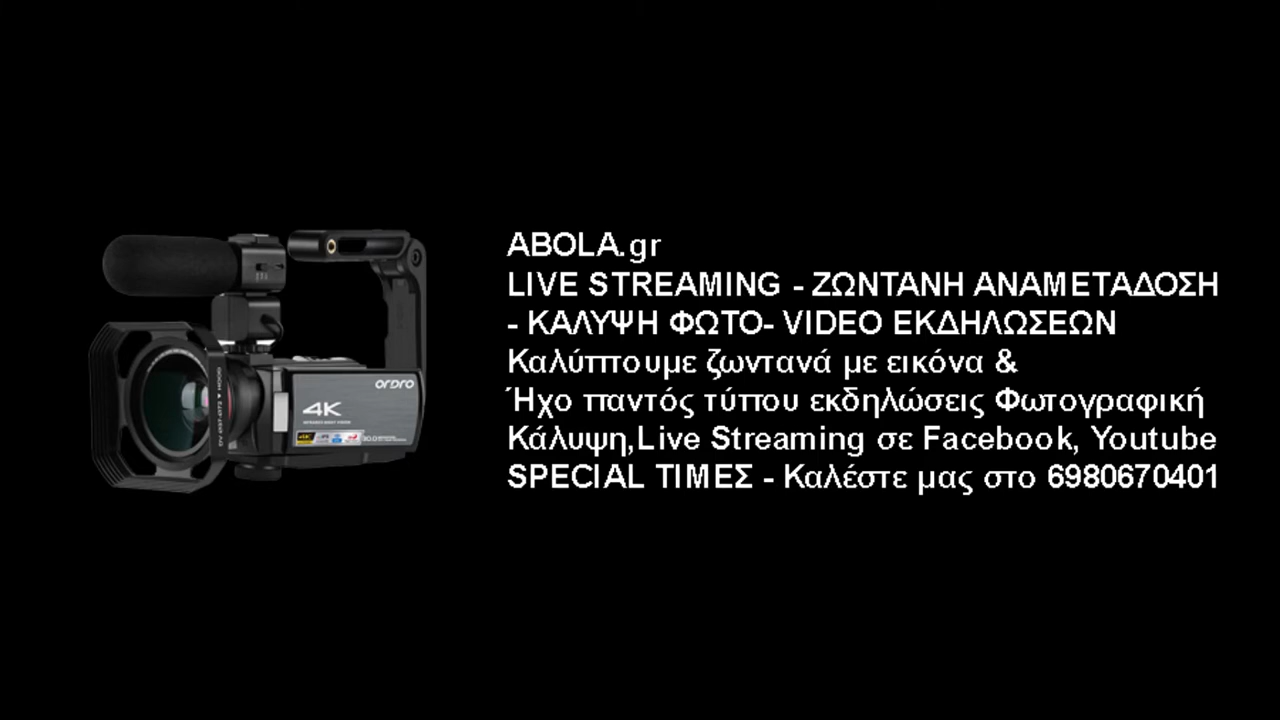 ABOLA.gr
LIVE STREAMING - ΖΩΝΤΑΝΗ ΑΝΑΜΕΤΑΔΟΣΗ
- ΚΑΛΥΨΗ ΦΩΤΟ- VIDEO ΕΚΔΗΛΩΣΕΩΝ
Καλύπτουμε ζωντανά με εικόνα &
Ήχο παντός τύπου εκδηλώσεις Φωτογραφική
Κάλυψη,Live Streaming σε Facebook, Youtube
SPECIAL ΤΙΜΕΣ - Καλέστε μας στο 6980670401
ordro
4K